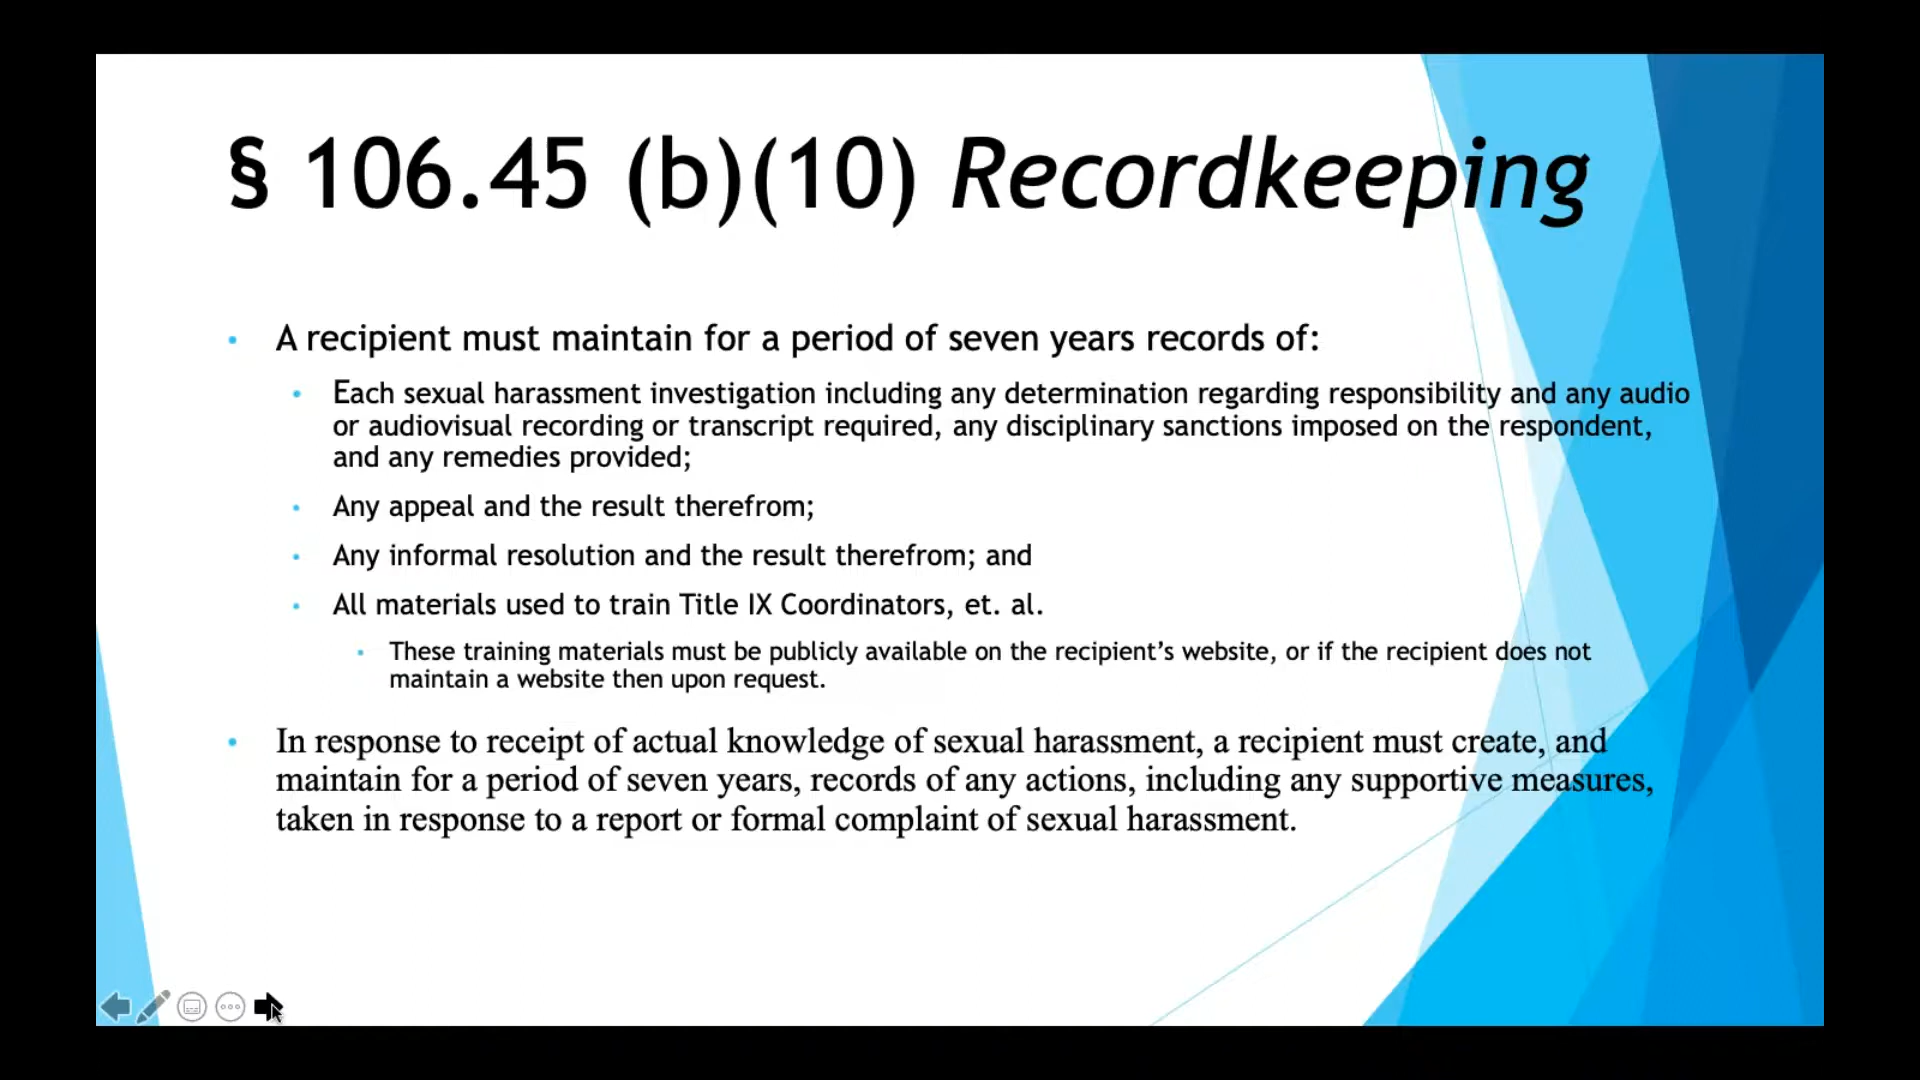 § 106.45 (b)(10) Recordkeeping
• A recipient must maintain for a period of seven years records of:
• Each sexual harassment investigation including any determination regarding responsibility and any audio
or audiovisual recording or transcript required, any disciplinary sanctions imposed on the respondent,
and any remedies provided;
• Any appeal and the result therefrom;
• Any informal resolution and the result therefrom; and
• All materials used to train Title IX Coordinators, et. al.
• These training materials must be publicly available on the recipient’s website, or if the recipient does not
maintain a website then upon request.
• In response to receipt of actual knowledge of sexual harassment, a recipient must create, and
maintain for a period of seven years, records of any actions, including any supportive measures,
taken in response to a report or formal complaint of sexual harassment.